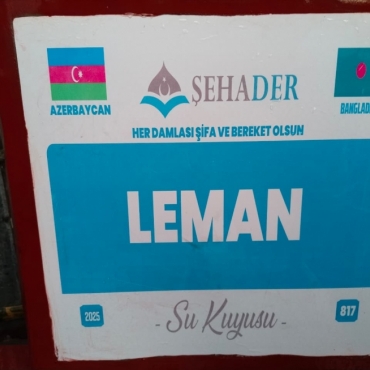 ŞEHADER
AZERBAYCAN
HER DAMLASI ŞİFA VE BEREKET OLSUN
LEMAN
2025
- Su Kuyusu -
817